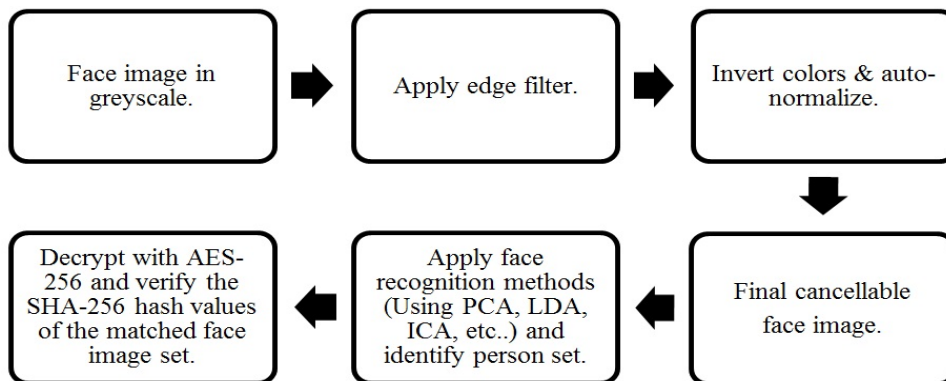 Face image in
greyscale.
Apply edge filter.
Invert colors & auto-
normalize.
Final cancellable
face image.
Apply face
recognition methods
(Using PCA, LDA,
ICA, etc..) and
identify person set.
Decrypt with AES-
256 and verify the
SHA-256 hash values
of the matched face
image set.